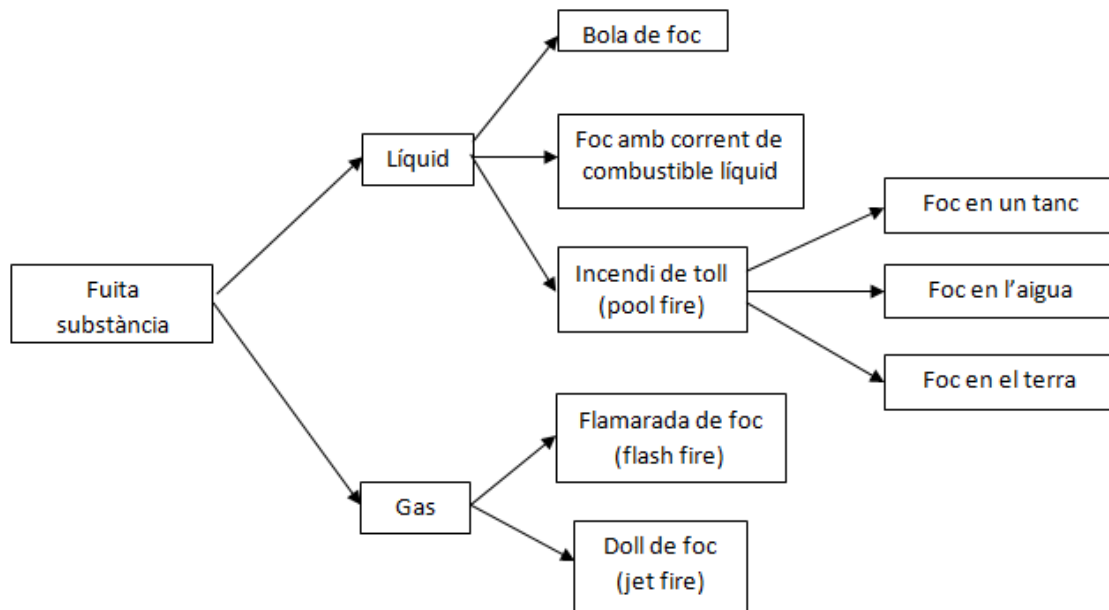 Bola de foc
Líquid
Foc amb corrent de
combustible líquid
Foc en un tanc
Fuita
substància
Incendi de toll
(pool fire)
Foc en l’aigua
Foc en el terra
Flamarada de foc
(flash fire)
Gas
Doll de foc
(jet fire)